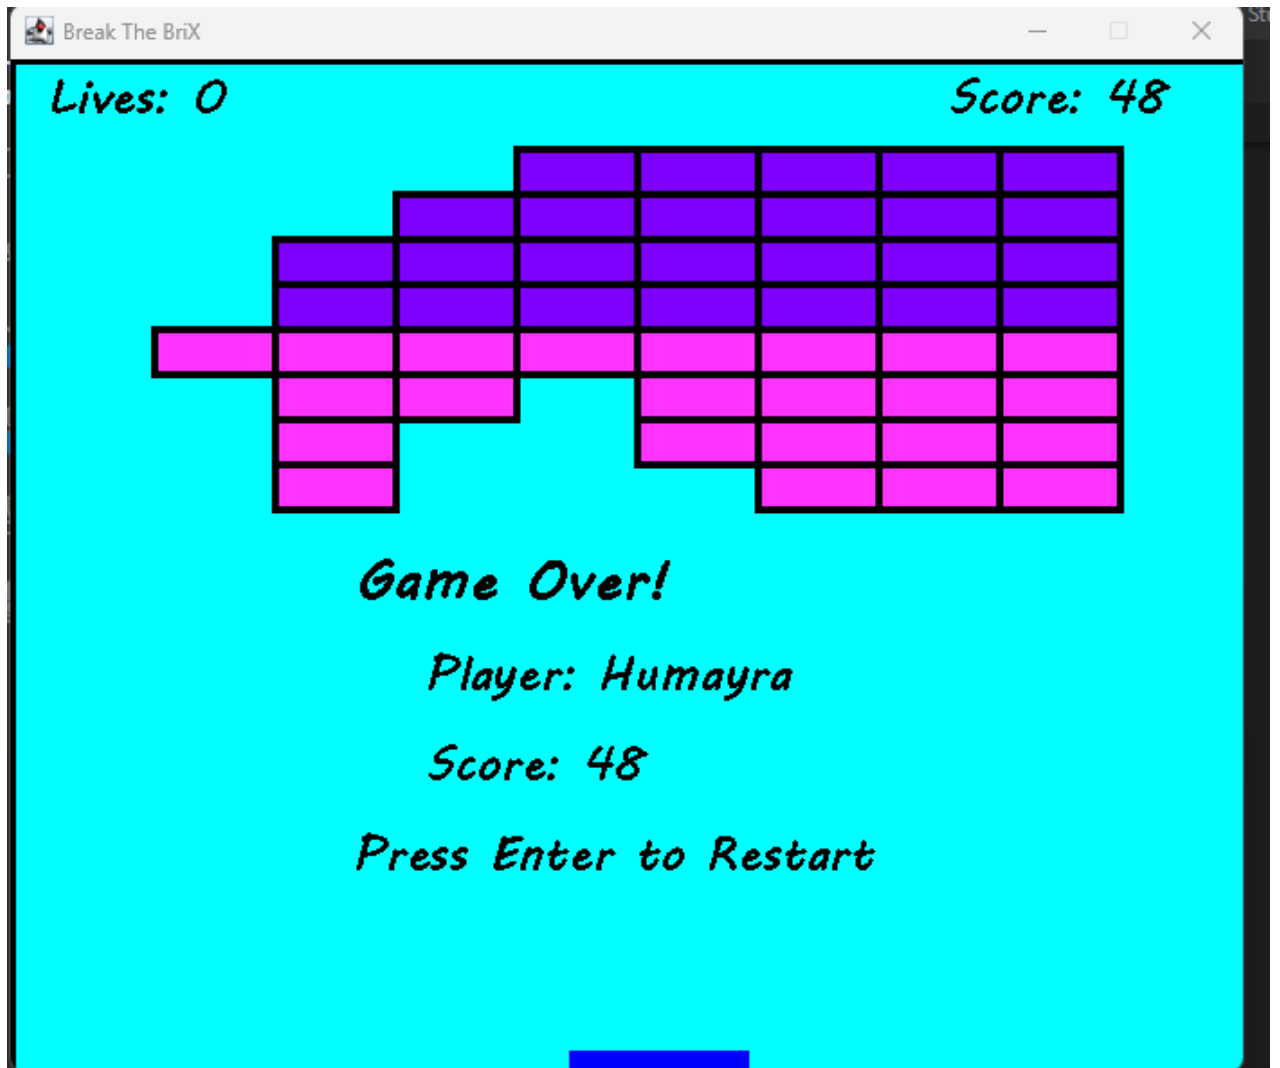 Break The BriX
Lives: 0 Score: 48
Game Over!
Player: Humayra
Score: 48
Press Enter to Restart